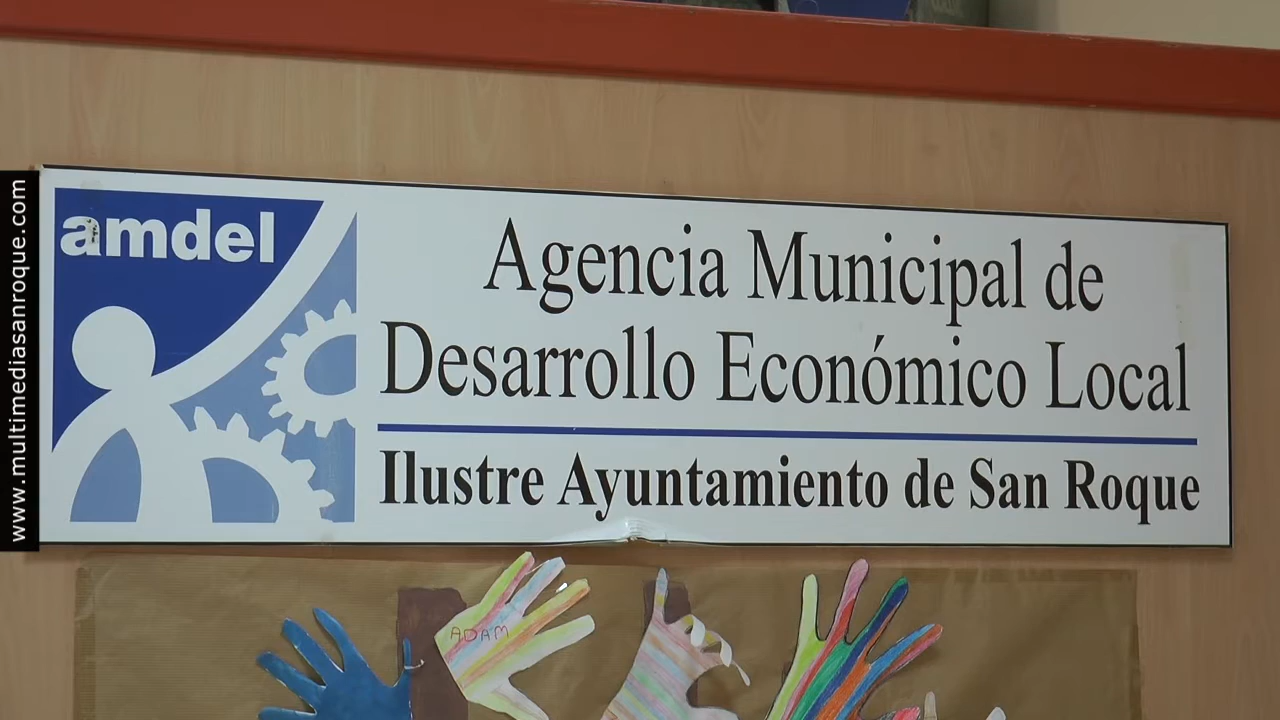 www.multimediasanroque.com
amdel
Agencia Municipal de
Desarrollo Económico Local
Ilustre Ayuntamiento de San Roque
ADAM